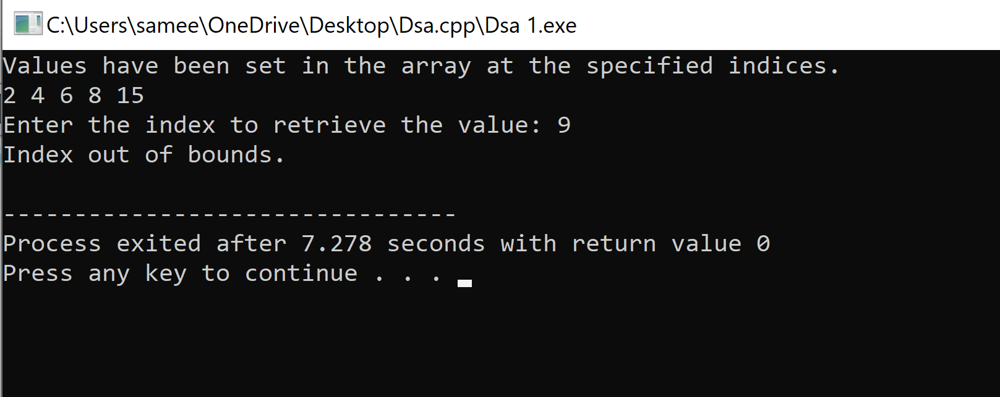 C:\Users\samee\OneDrive\Desktop\Dsa.cpp\Dsa 1.exe
Values have been set in the array at the specified indices.
2 4 6 8 15
Enter the index to retrieve the value: 9
Index out of bounds.
--------------------------------
Process exited after 7.278 seconds with return value 0
Press any key to continue . . .